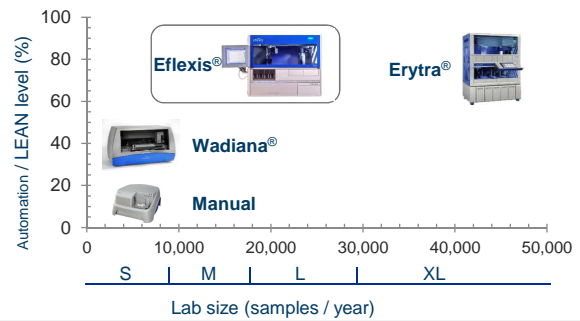 Automation / LEAN level (%)
100
80
60
40
20
0
Eflexis®
Erytra®
Wadiana®
Manual
0 10,000 20,000 30,000 40,000 50,000
S M L XL
Lab size (samples / year)